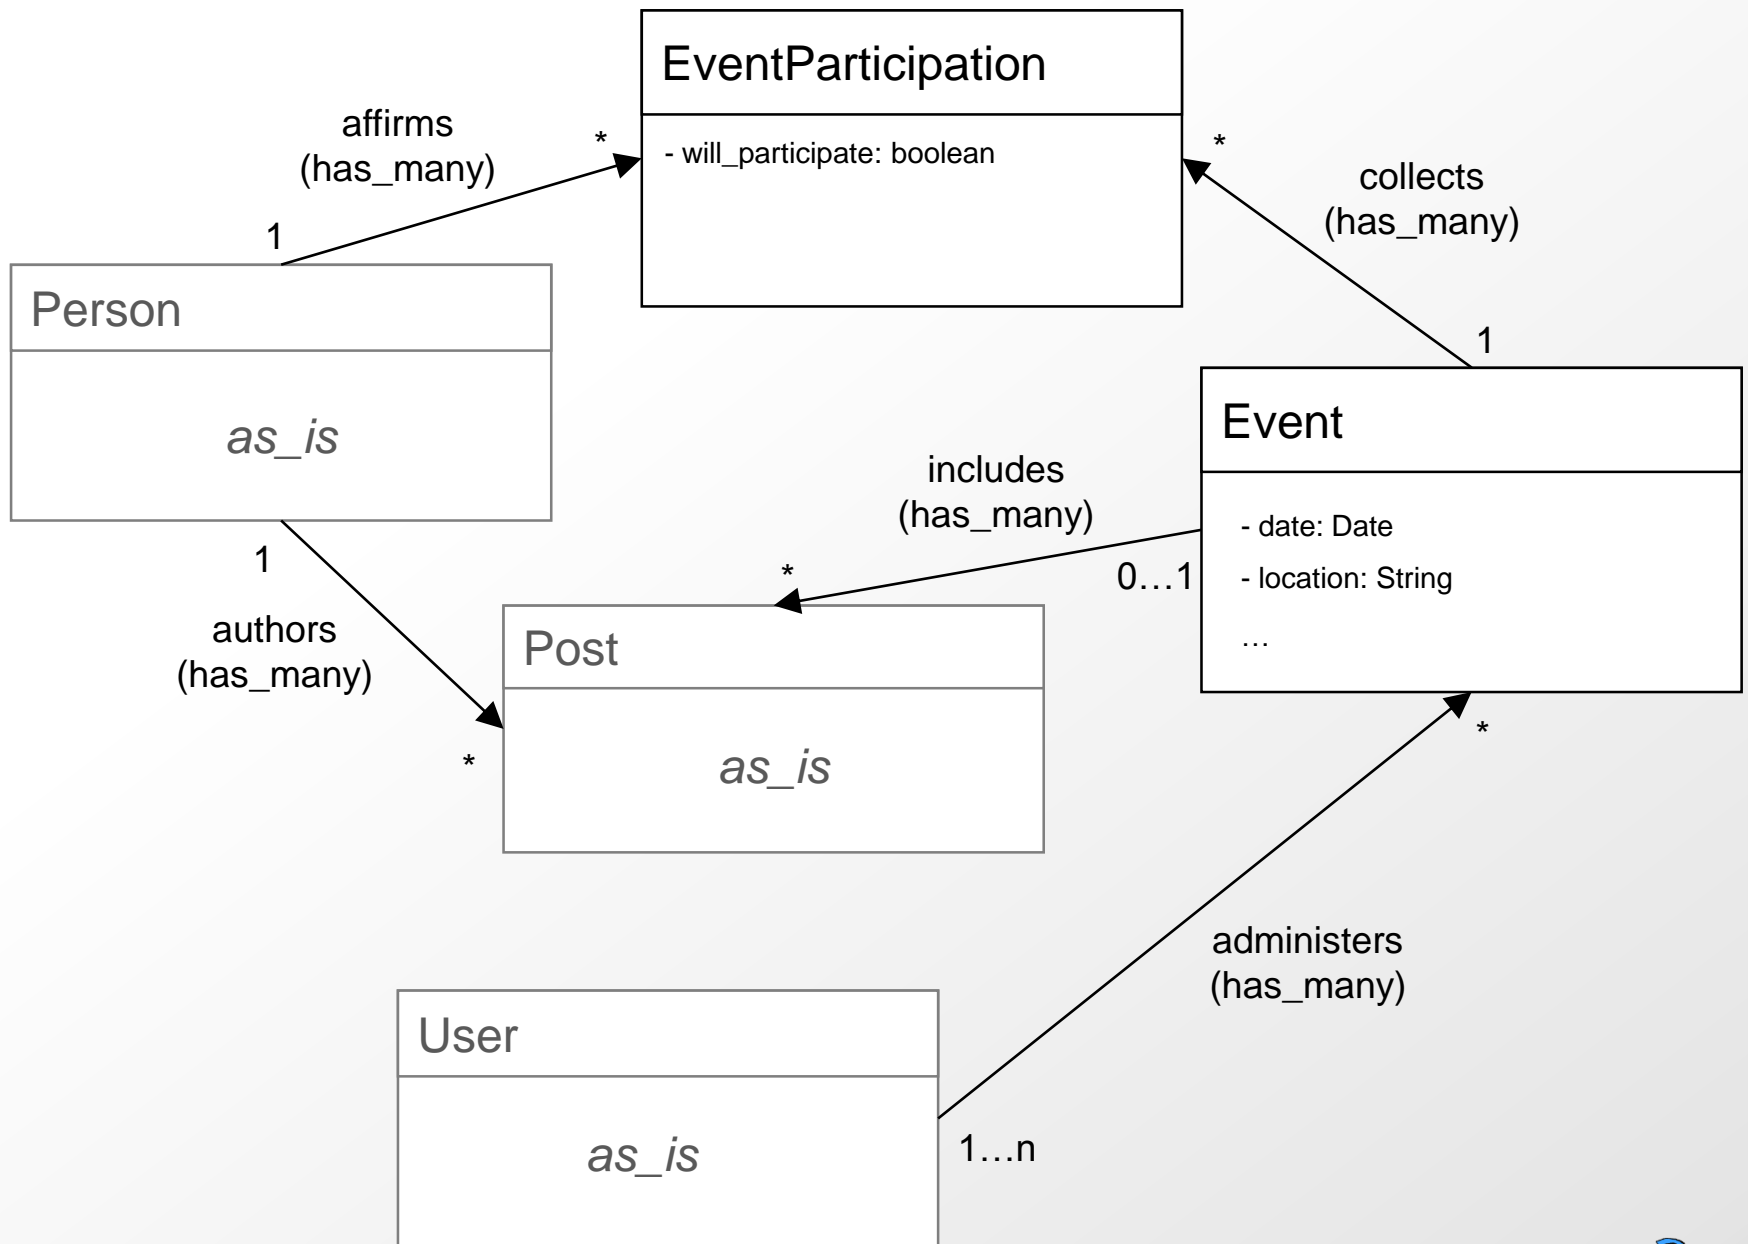 EventParticipation
- will_participate: boolean
affirms
(has_many)
*
1
*
collects
(has_many)
1
Person
as_is
1
authors
(has_many)
*
Event
- date: Date
- location: String
…
includes
(has_many)
*
0…1
Post
as_is
*
administers
(has_many)
1…n
User
as_is